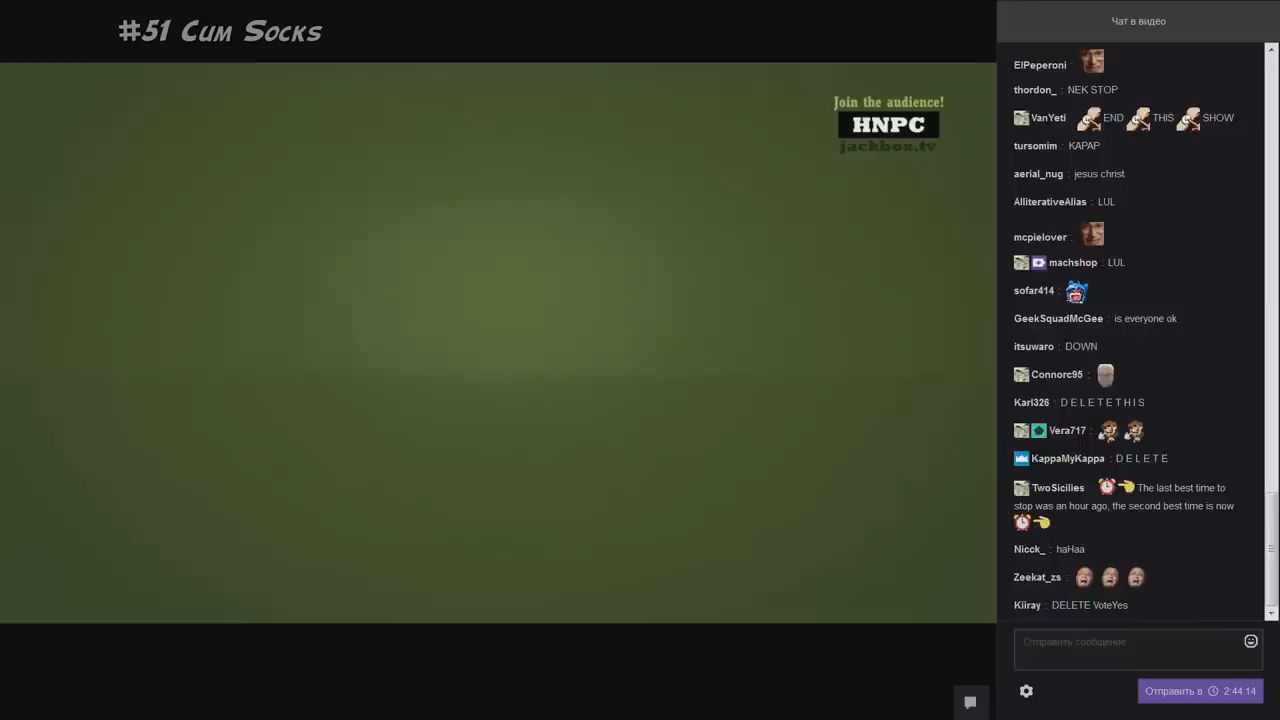 #51 Cum Socks
Join the audience!
HNPC
jackbox.tv
Чат в видео
ElPeperoni :
thordon_ : NEK STOP
VanYeti : END THIS SHOW
tursomim : KAPAP
aerial_nug : jesus christ
AlliterativeAlias : LUL
mcpielover :
machshop : LUL
sofar414 :
GeekSquadMcGee : is everyone ok
itsuwaro : DOWN
Connorc95 :
Karl326 : D E L E T E T H I S
Vera717 :
KappaMyKappa : D E L E T E
TwoSicilies : The last best time to
stop was an hour ago, the second best time is now
Nicck_ : haHaa
Zeekat_zs :
Kiiray : DELETE VoteYes
Отправить сообщение
Отправить в 2:44:14